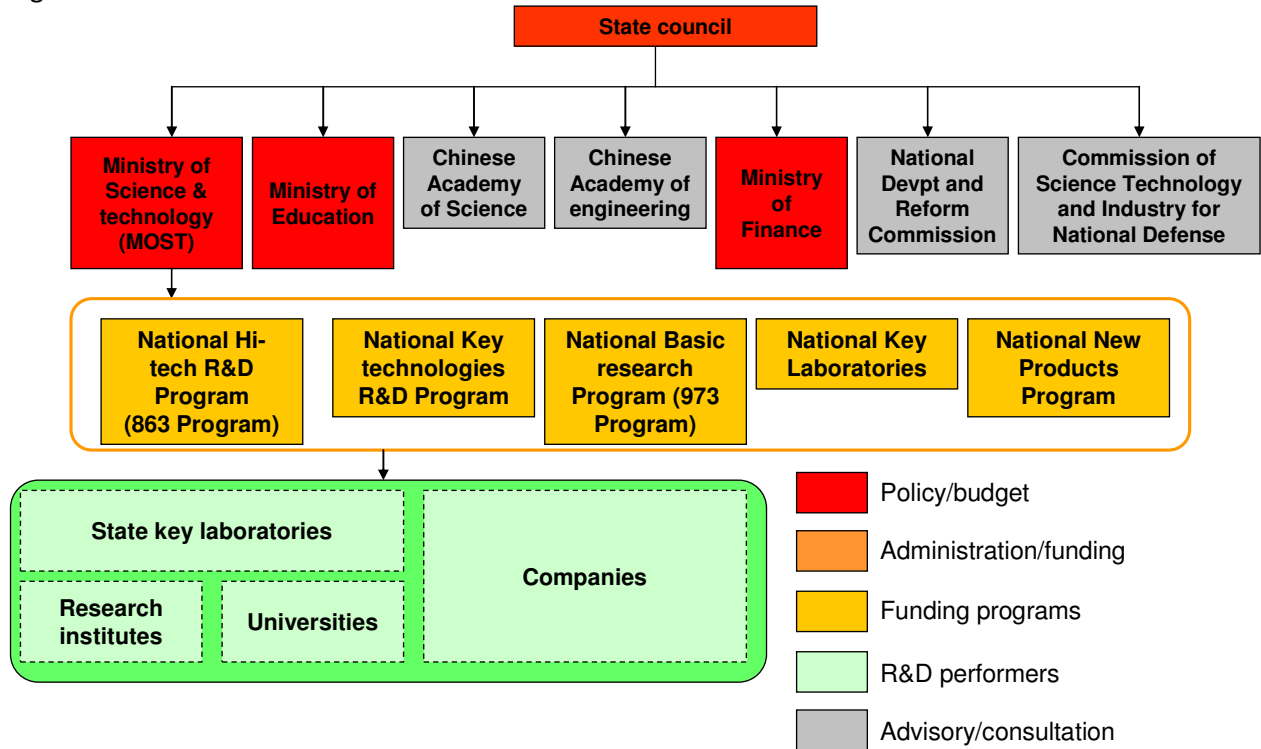 State council
Ministry of
Science &
technology
(MOST)
Ministry of
Education
Chinese
Academy
of Science
Chinese
Academy of
engineering
Ministry
of
Finance
National
Devpt and
Reform
Commission
Commission of
Science Technology
and Industry for
National Defense
National Hi-
tech R&D
Program
(863 Program)
National Key
technologies
R&D Program
National Basic
research
Program (973
Program)
National Key
Laboratories
National New
Products
Program
State key laboratories
Research
institutes
Universities
Companies
Policy/budget
Administration/funding
Funding programs
R&D performers
Advisory/consultation